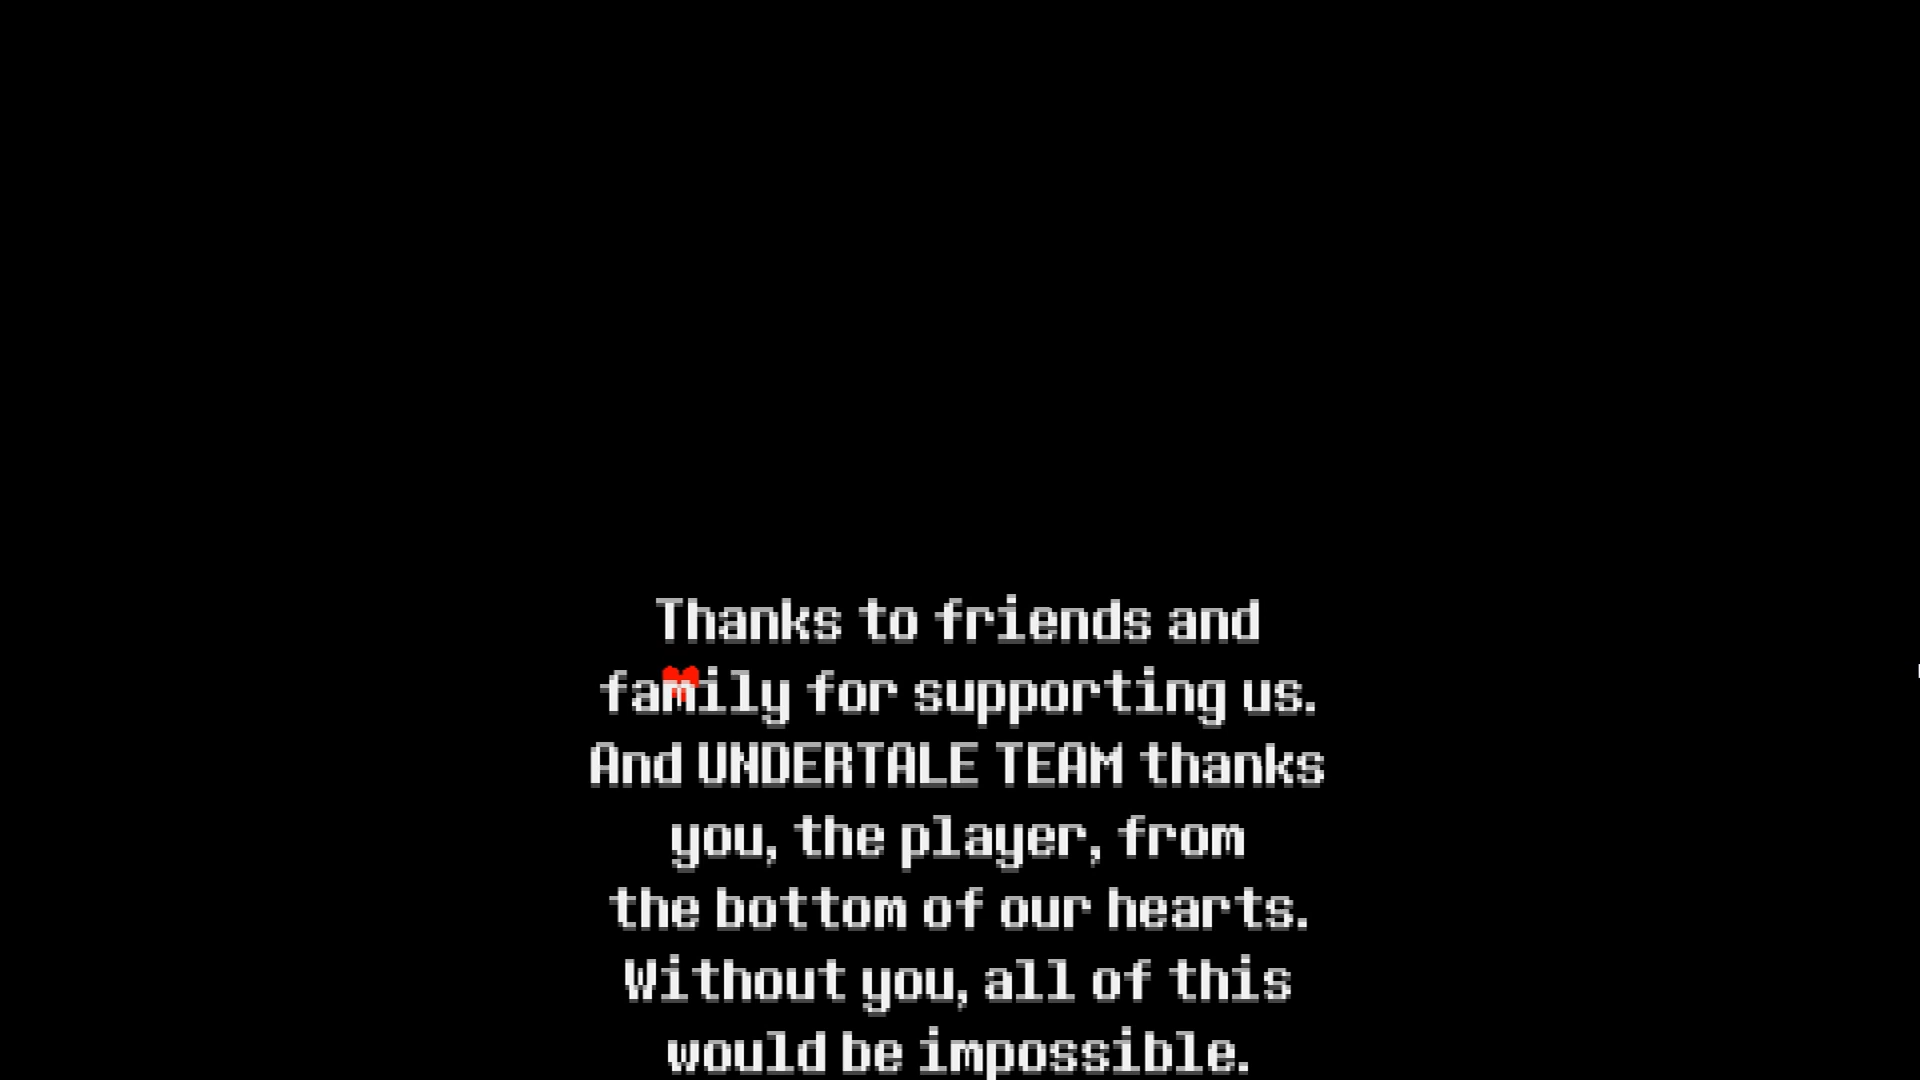 Thanks to friends and
family for supporting us.
And UNDERTALE TEAM thanks
you, the player, from
the bottom of our hearts.
Without you, all of this
would be impossible.